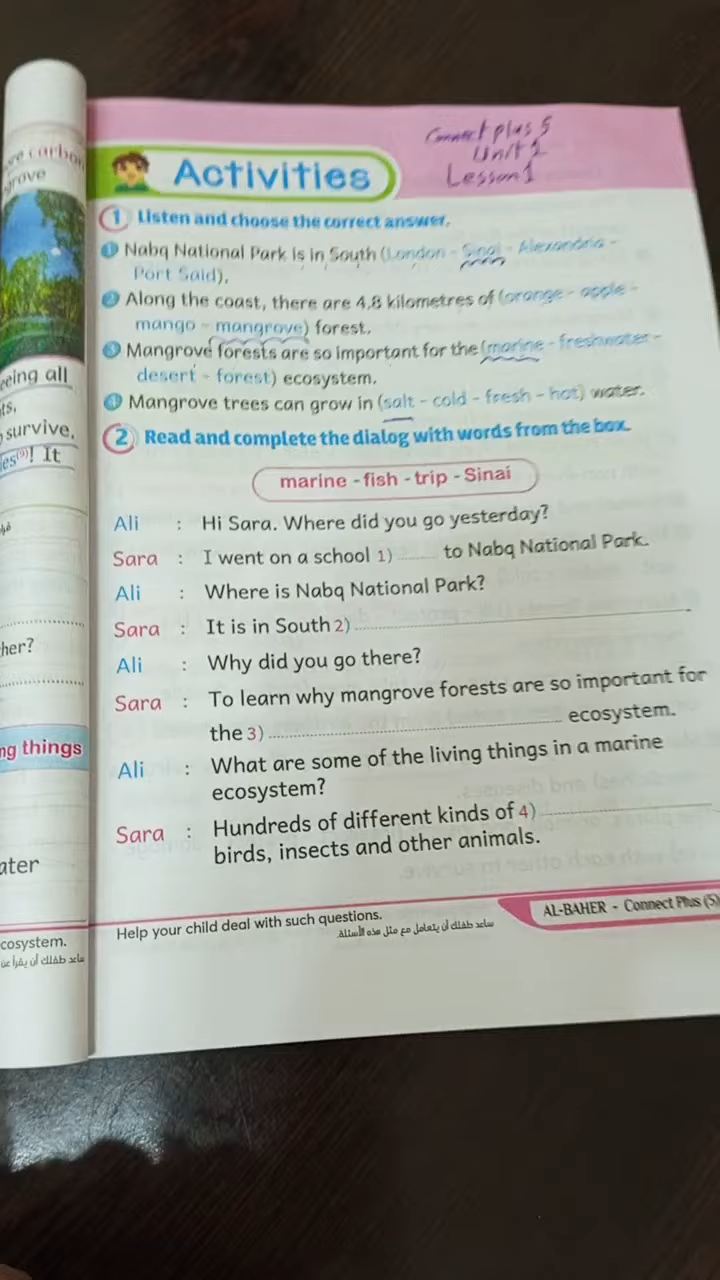 re carbon
grove
eeing all
ts,
survive.
es⁽⁹⁾! It
ther?
ng things
ater
cosystem.
ساعد طفلك أن يقرأ عن
Connect plus 5
Unit 1
Lesson 1
Activities
1 Listen and choose the correct answer.
1 Nabq National Park is in South (London - Sinai - Alexandria -
Port Said).
2 Along the coast, there are 4.8 kilometres of (orange - apple -
mango - mangrove) forest.
3 Mangrove forests are so important for the (marine - freshwater -
desert - forest) ecosystem.
4 Mangrove trees can grow in (salt - cold - fresh - hot) water.
2 Read and complete the dialog with words from the box.
marine - fish - trip - Sinai
Ali : Hi Sara. Where did you go yesterday?
Sara : I went on a school 1) ........ to Nabq National Park.
Ali : Where is Nabq National Park?
Sara : It is in South 2) ........
Ali : Why did you go there?
Sara : To learn why mangrove forests are so important for
the 3) ........ ecosystem.
Ali : What are some of the living things in a marine
ecosystem?
Sara : Hundreds of different kinds of 4) ........
birds, insects and other animals.
Help your child deal with such questions.
ساعد طفلك أن يتعامل مع مثل هذه الأسئلة
AL-BAHER - Connect Plus (5)